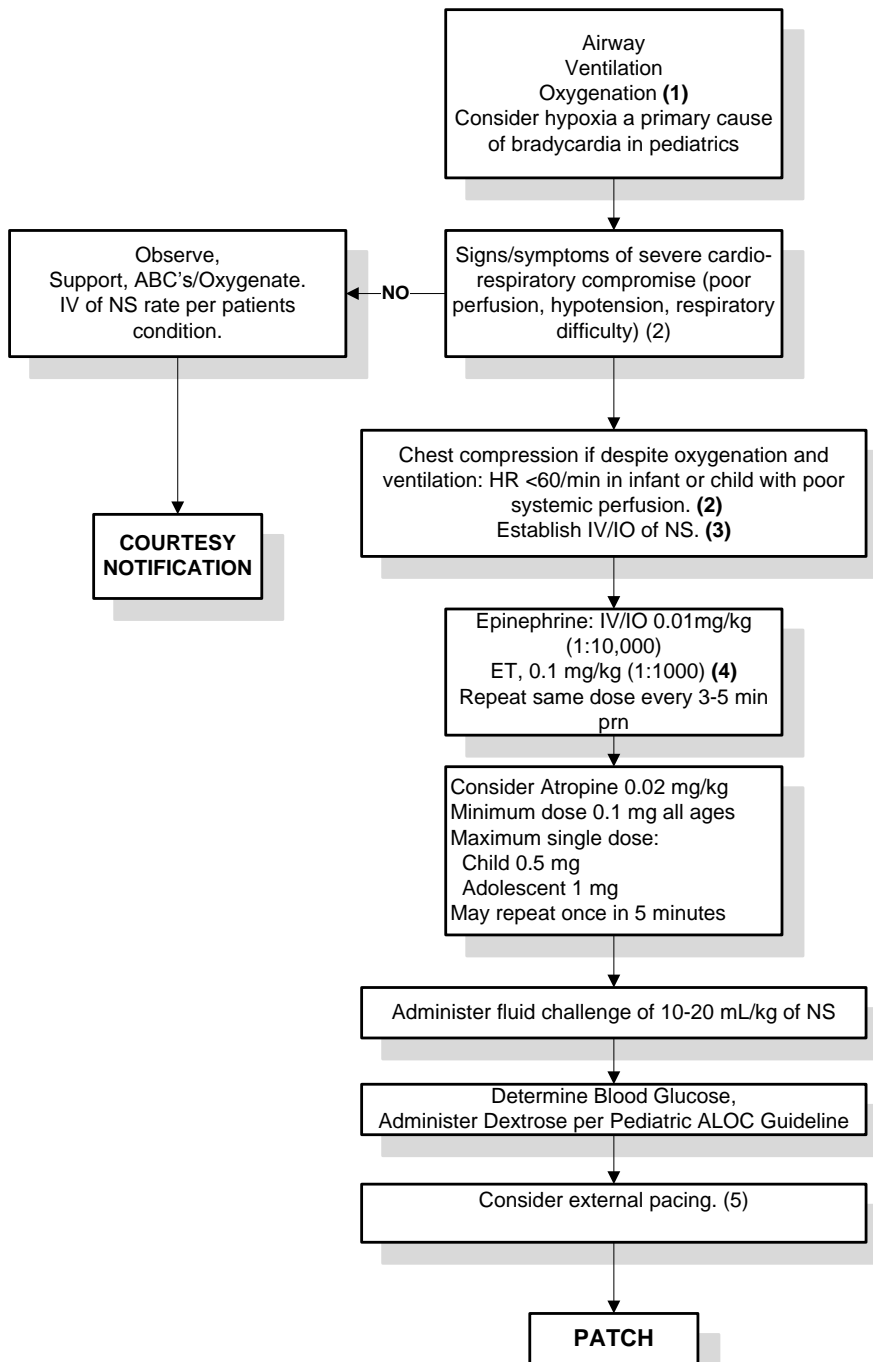 Airway
Ventilation
Oxygenation (1)
Consider hypoxia a primary cause
of bradycardia in pediatrics
Observe,
Support, ABC's/Oxygenate.
IV of NS rate per patients
condition.
NO
Signs/symptoms of severe cardio-
respiratory compromise (poor
perfusion, hypotension, respiratory
difficulty) (2)
Chest compression if despite oxygenation and
ventilation: HR <60/min in infant or child with poor
systemic perfusion. (2)
Establish IV/IO of NS. (3)
COURTESY
NOTIFICATION
Epinephrine: IV/IO 0.01mg/kg
(1:10,000)
ET, 0.1 mg/kg (1:1000) (4)
Repeat same dose every 3-5 min
prn
Consider Atropine 0.02 mg/kg
Minimum dose 0.1 mg all ages
Maximum single dose:
Child 0.5 mg
Adolescent 1 mg
May repeat once in 5 minutes
Administer fluid challenge of 10-20 mL/kg of NS
Determine Blood Glucose,
Administer Dextrose per Pediatric ALOC Guideline
Consider external pacing. (5)
PATCH